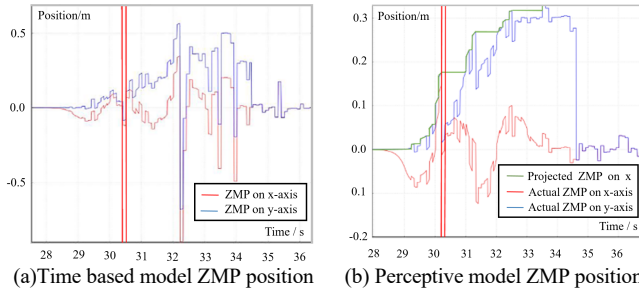 Position/m
0.5
0.0
-0.5
ZMP on x-axis
ZMP on y-axis
Time / s
28 29 30 31 32 33 34 35 36
(a)Time based model ZMP position
Position/m
0.3
0.2
0.1
0.0
0.1
-0.2
Projected ZMP on x
Actual ZMP on x-axis
Actual ZMP on y-axis
Time / s
28 29 30 31 32 33 34 35 36
(b) Perceptive model ZMP position